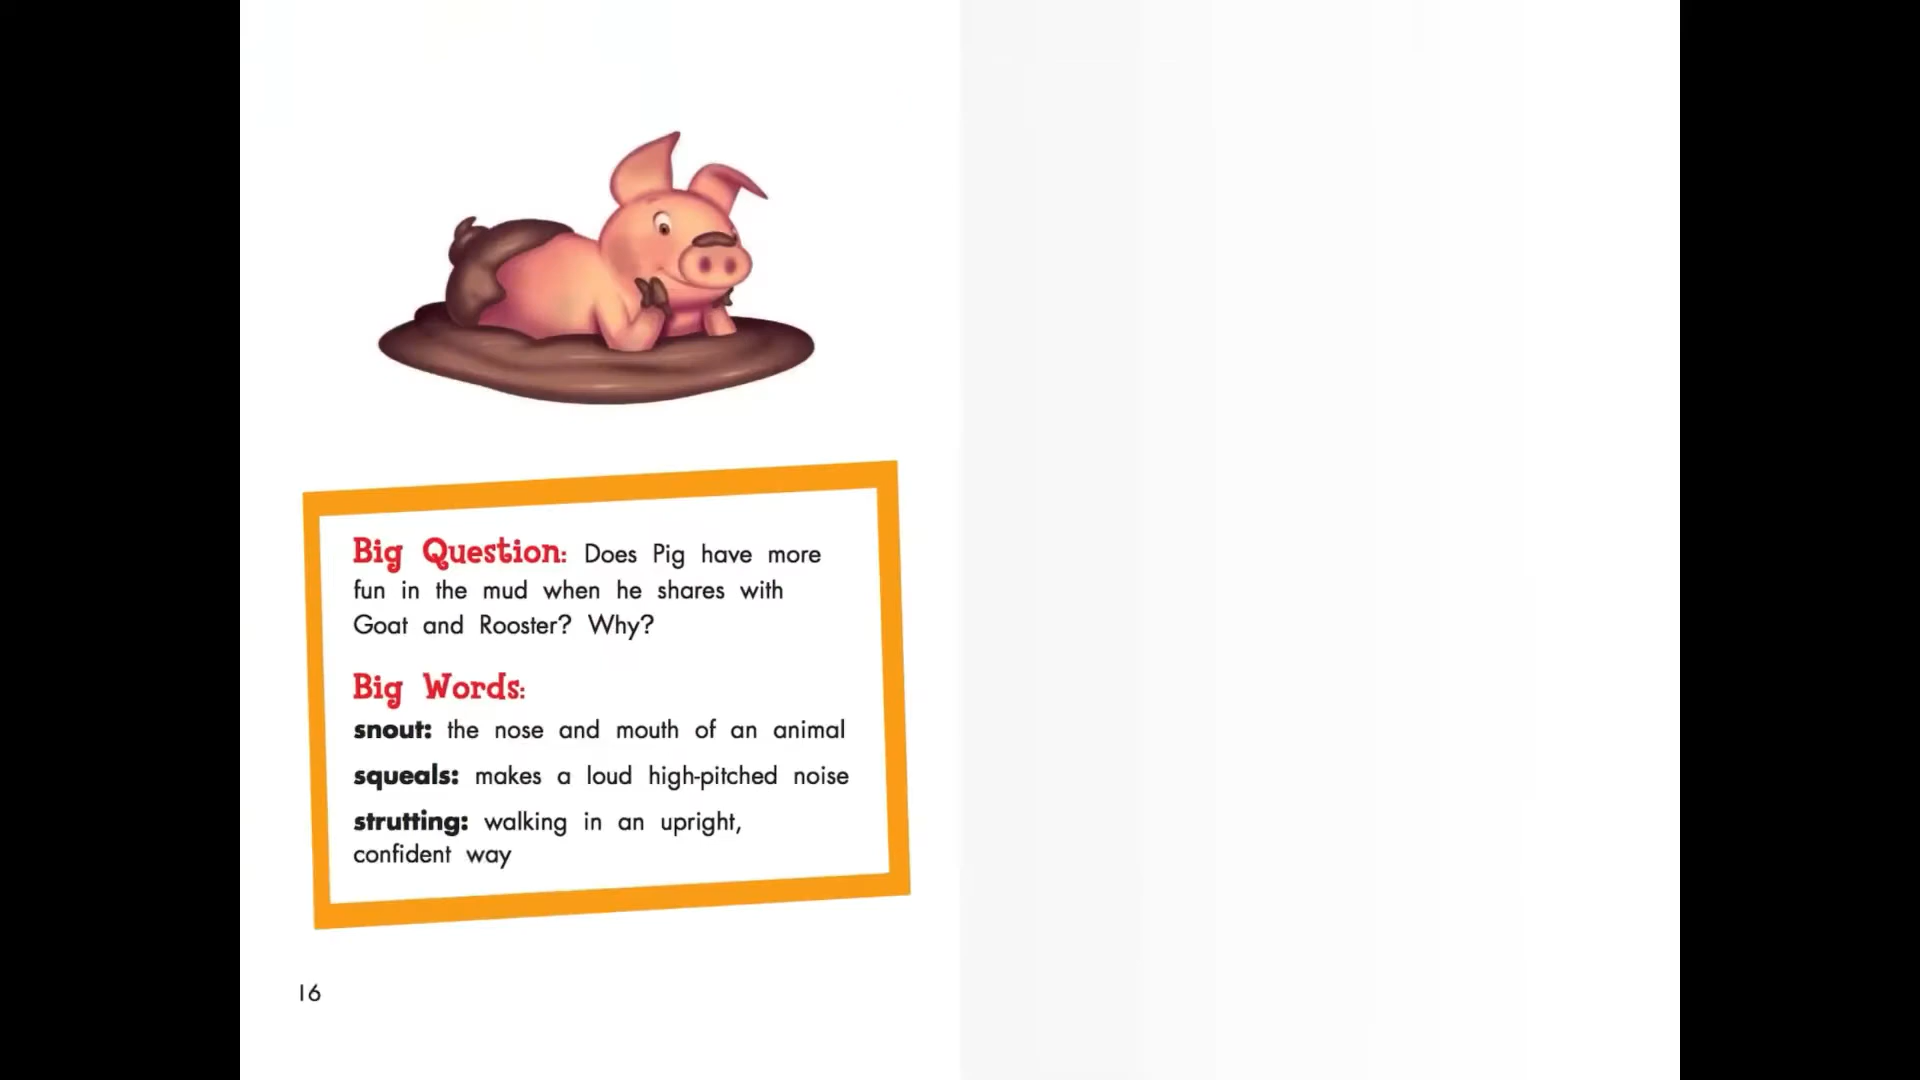 Big Question: Does Pig have more
fun in the mud when he shares with
Goat and Rooster? Why?
Big Words:
snout: the nose and mouth of an animal
squeals: makes a loud high-pitched noise
strutting: walking in an upright,
confident way
16